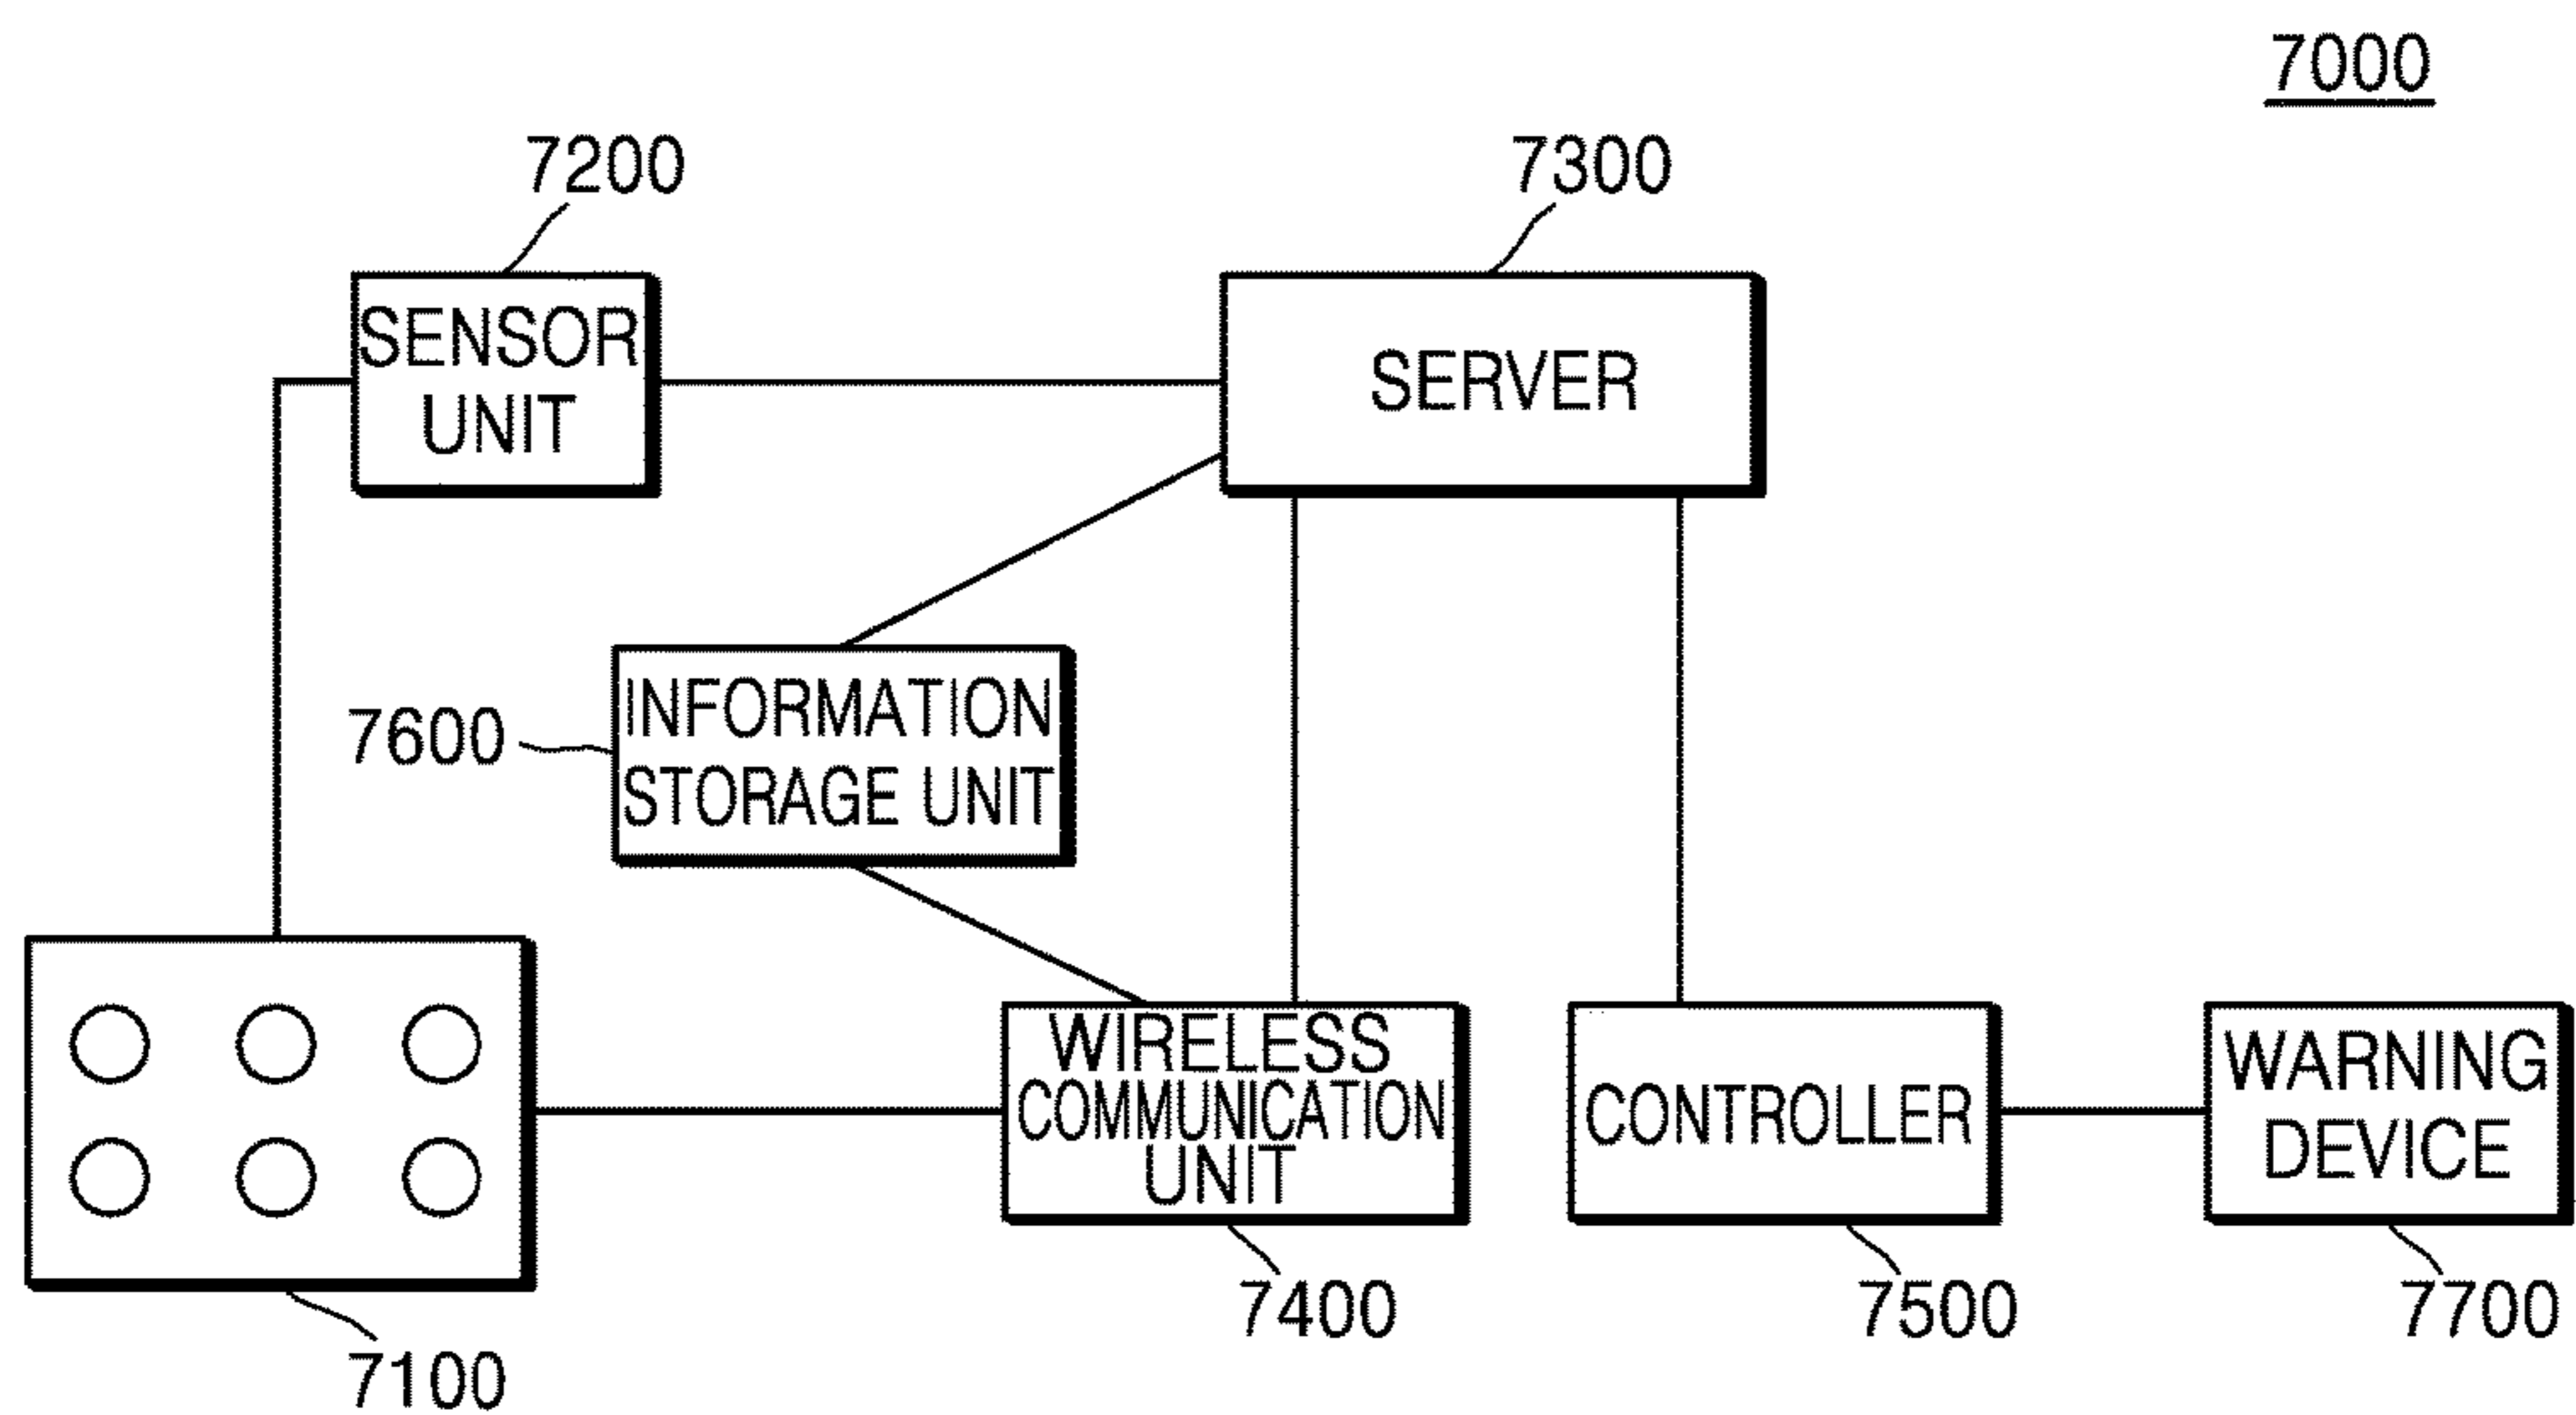 7000
7200
7300
SENSOR
UNIT
SERVER
7600
INFORMATION
STORAGE UNIT
WIRELESS
COMMUNICATION
UNIT
CONTROLLER
WARNING
DEVICE
7100
7400
7500
7700